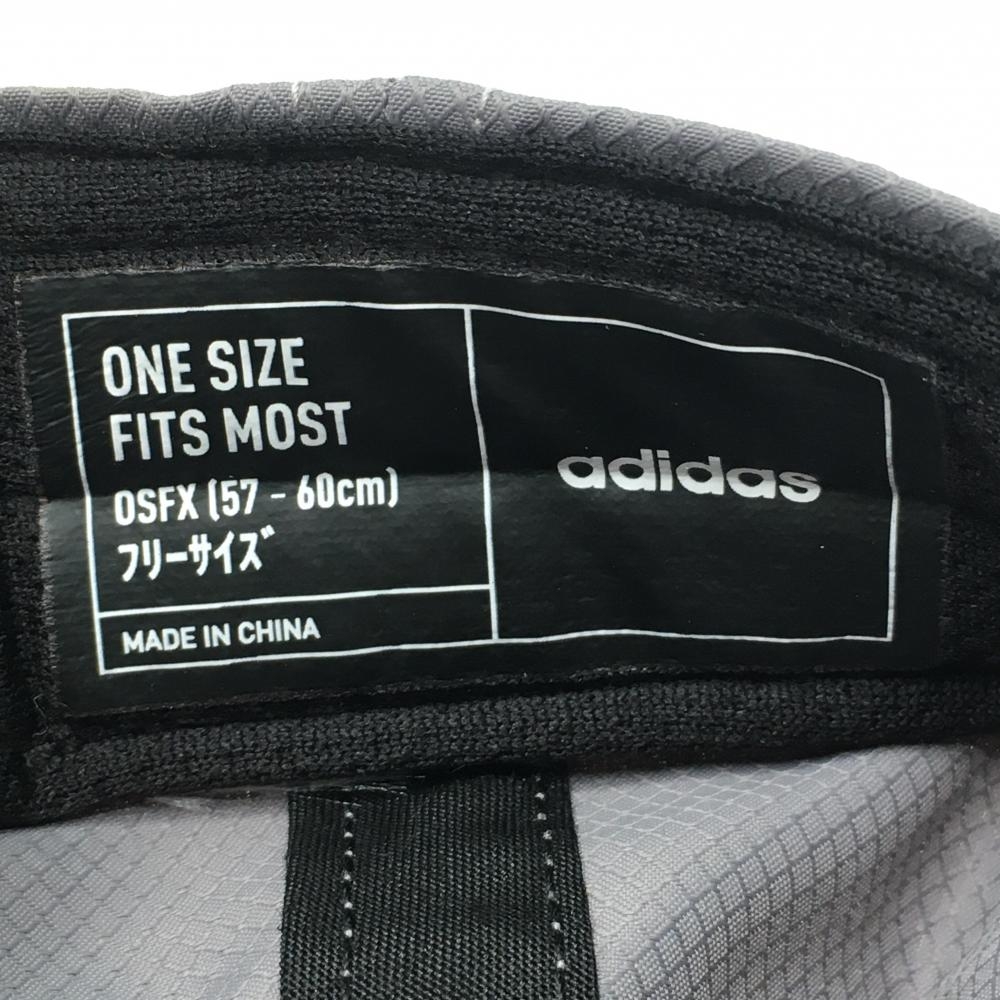 ONE SIZE
FITS MOST
OSFX (57 - 60cm)
フリーサイズ
MADE IN CHINA
adidas